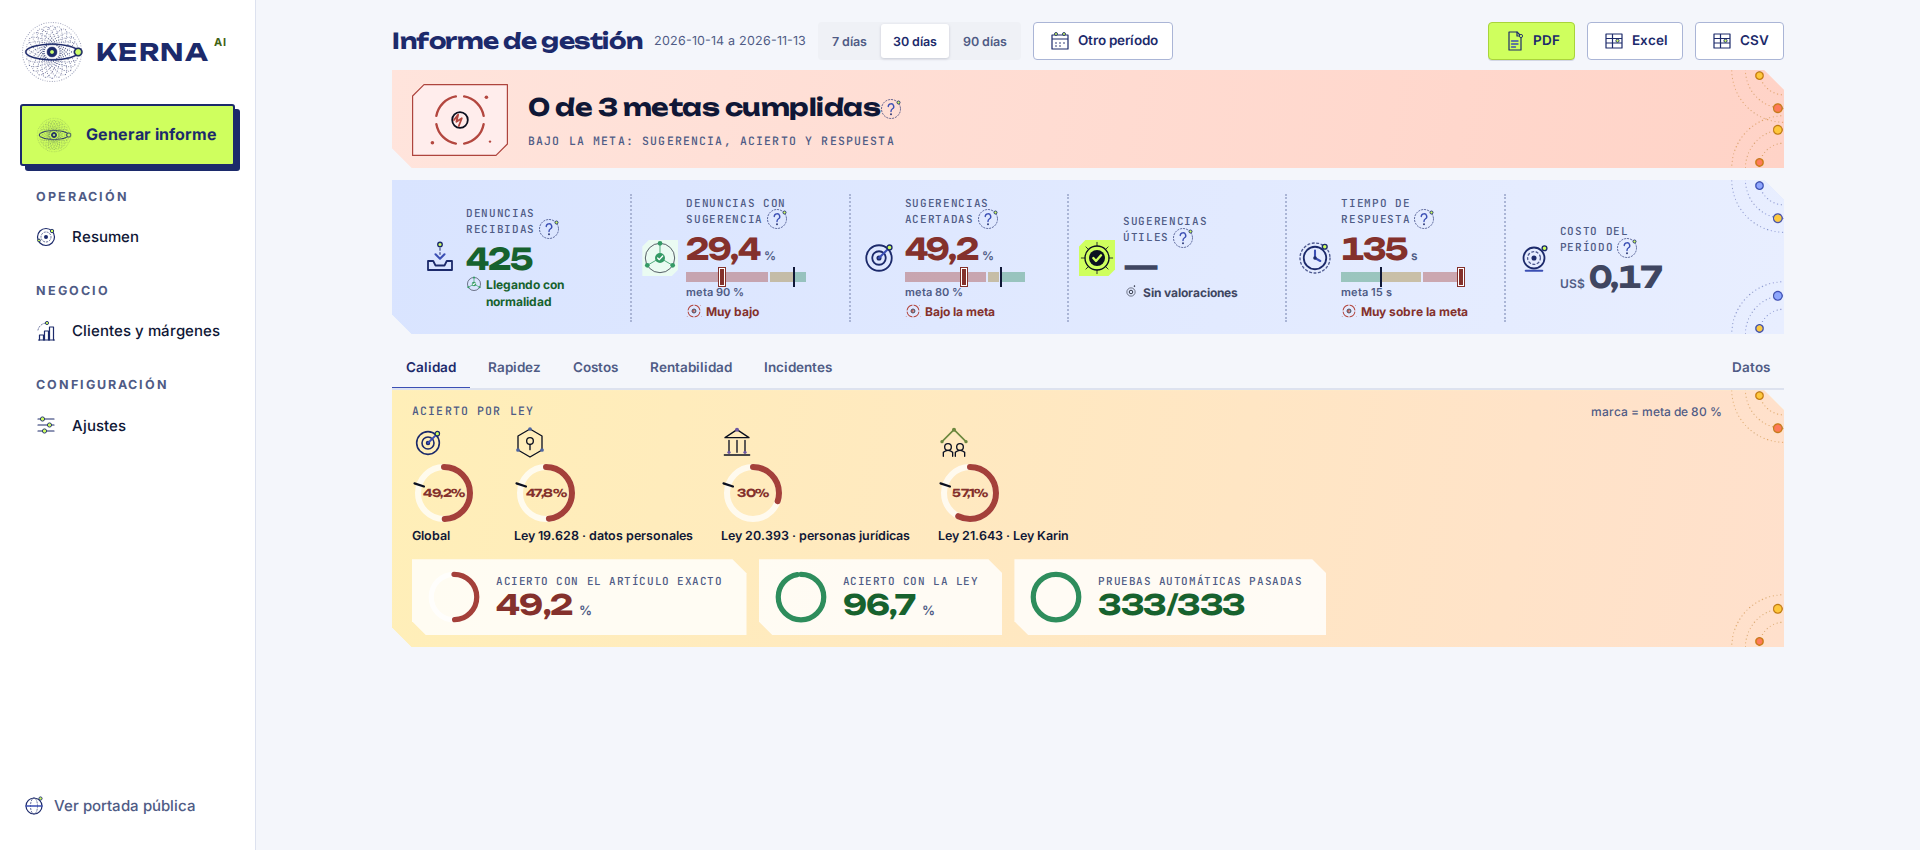 KERNA AI
Generar informe
OPERACIÓN
Resumen
NEGOCIO
Clientes y márgenes
CONFIGURACIÓN
Ajustes
Ver portada pública
Informe de gestión 2026-10-14 a 2026-11-13 7 días 30 días 90 días Otro período PDF Excel CSV
0 de 3 metas cumplidas ?
BAJO LA META: SUGERENCIA, ACIERTO Y RESPUESTA
DENUNCIAS
RECIBIDAS ?
425
Llegando con
normalidad
DENUNCIAS CON
SUGERENCIA ?
29,4 %
meta 90 %
Muy bajo
SUGERENCIAS
ACERTADAS ?
49,2 %
meta 80 %
Bajo la meta
SUGERENCIAS
ÚTILES ?
—
Sin valoraciones
TIEMPO DE
RESPUESTA ?
135 s
meta 15 s
Muy sobre la meta
COSTO DEL
PERÍODO ?
US$ 0,17
Calidad Rapidez Costos Rentabilidad Incidentes Datos
ACIERTO POR LEY marca = meta de 80 %
49,2% 47,8% 30% 57,1%
Global Ley 19.628 · datos personales Ley 20.393 · personas jurídicas Ley 21.643 · Ley Karin
ACIERTO CON EL ARTÍCULO EXACTO
49,2 %
ACIERTO CON LA LEY
96,7 %
PRUEBAS AUTOMÁTICAS PASADAS
333/333